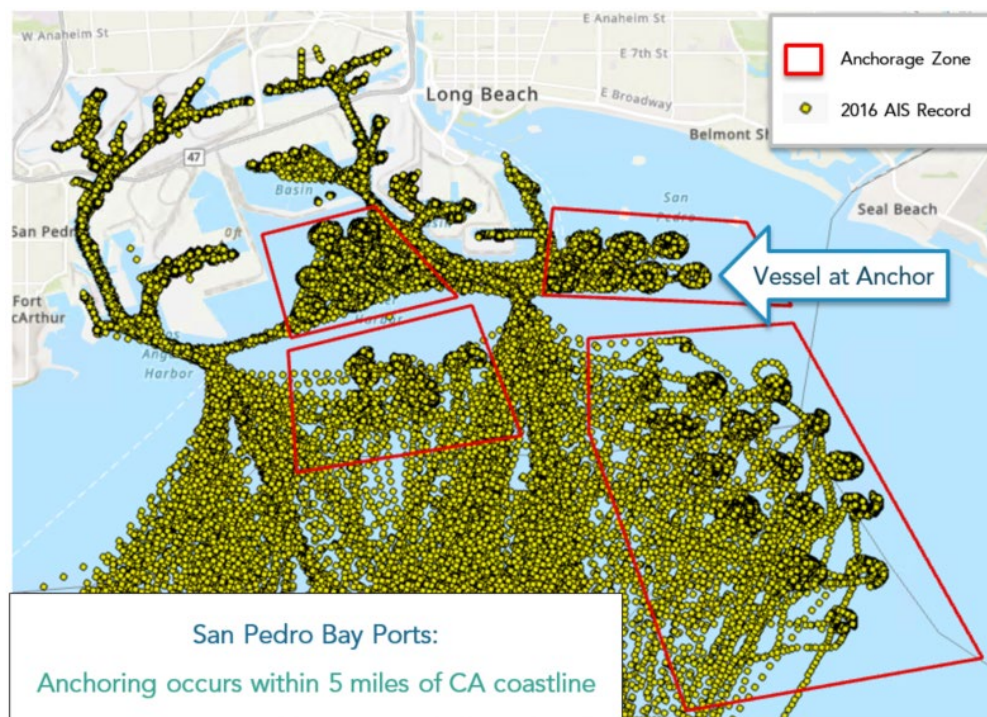 W Anaheim St
E Anaheim St
E 7th St
Long Beach
E Broadway
Belmont Sh
47
Basin
San
Pedro
Seal Beach
San Pedro
Fort
cArthur
Harbor
Harbor
Anchorage Zone
2016 AIS Record
Vessel at Anchor
San Pedro Bay Ports:
Anchoring occurs within 5 miles of CA coastline